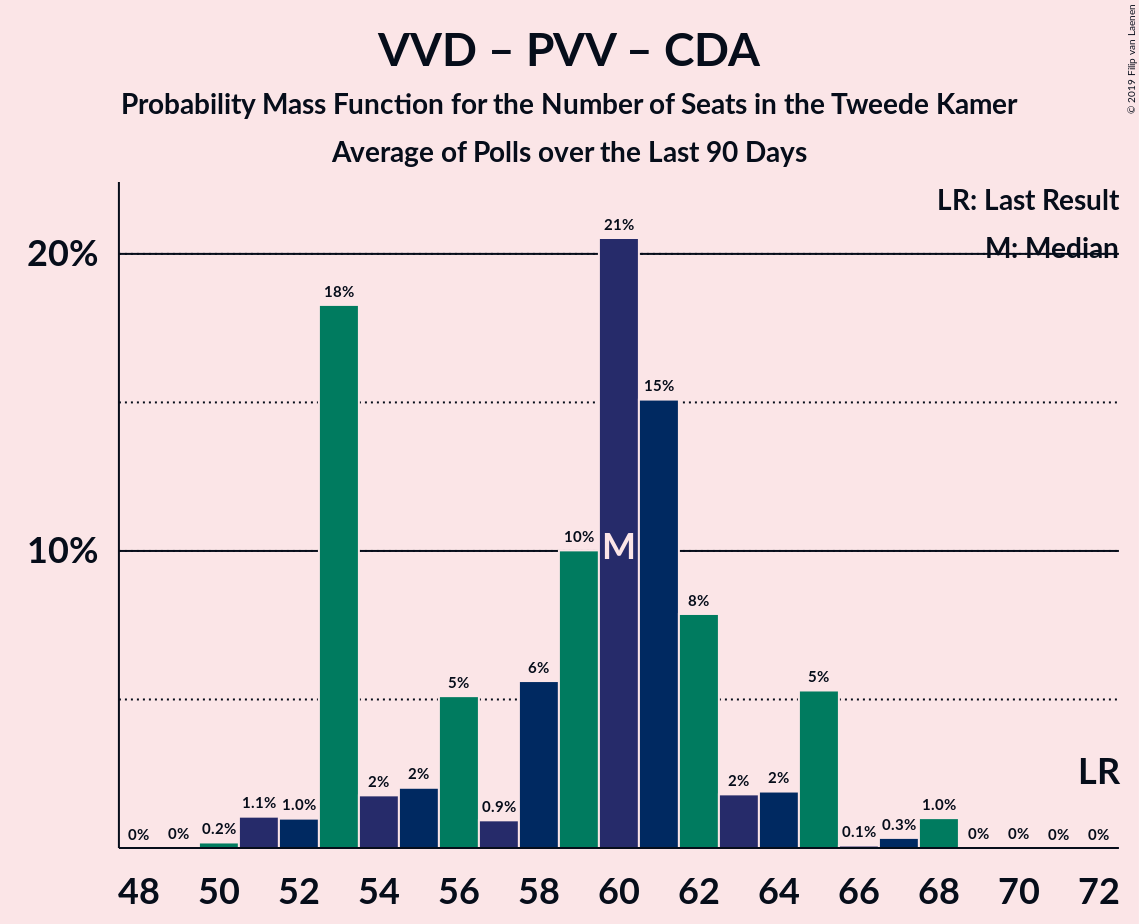 VVD – PVV – CDA
Probability Mass Function for the Number of Seats in the Tweede Kamer
Average of Polls over the Last 90 Days
© 2019 Filip van Laenen
LR: Last Result
M: Median
20%
10%
0% 0% 0.2% 1.1% 1.0% 18% 2% 2% 5% 0.9% 6% 10% 21% 15% 8% 2% 2% 5% 0.1% 0.3% 1.0% 0% 0% 0% 0%
M
LR
48 50 52 54 56 58 60 62 64 66 68 70 72